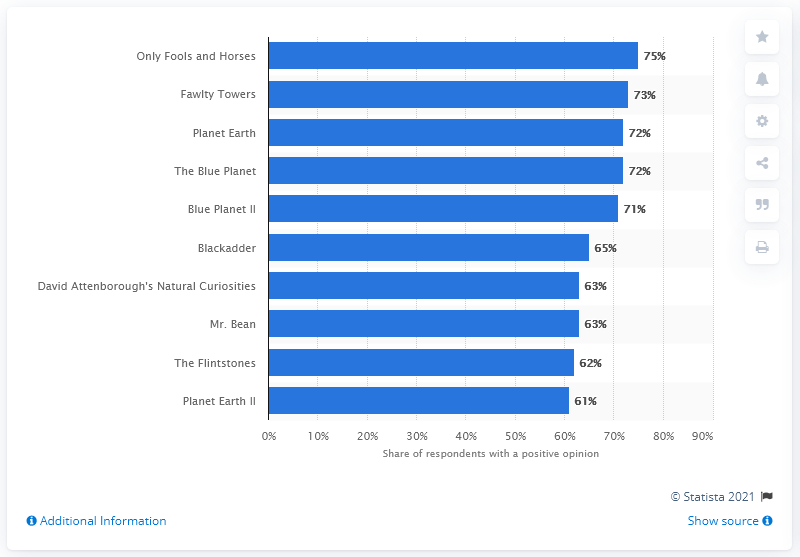 Only Fools and Horses 75%
Fawlty Towers 73%
Planet Earth 72%
The Blue Planet 72%
Blue Planet II 71%
Blackadder 65%
David Attenborough's Natural Curiosities 63%
Mr. Bean 63%
The Flintstones 62%
Planet Earth II 61%
0% 10% 20% 30% 40% 50% 60% 70% 80% 90%
Share of respondents with a positive opinion
© Statista 2021
Additional Information Show source